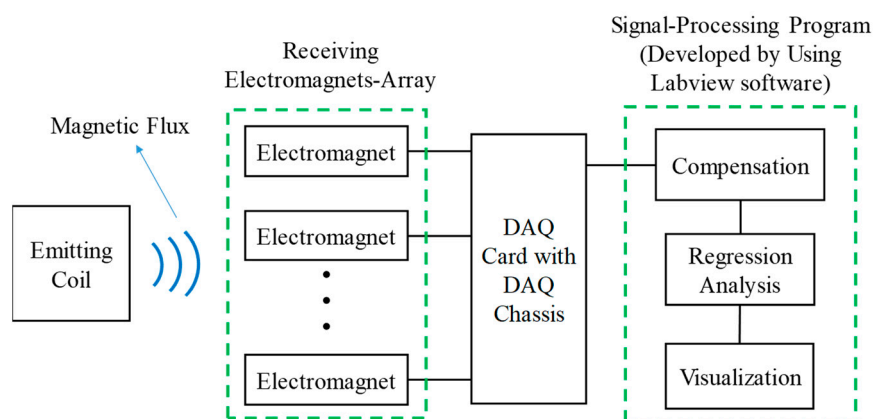 Receiving
Electromagnets-Array
Signal-Processing Program
(Developed by Using
Labview software)
Magnetic Flux
Emitting
Coil
Electromagnet
Electromagnet
Electromagnet
DAQ
Card with
DAQ
Chassis
Compensation
Regression
Analysis
Visualization